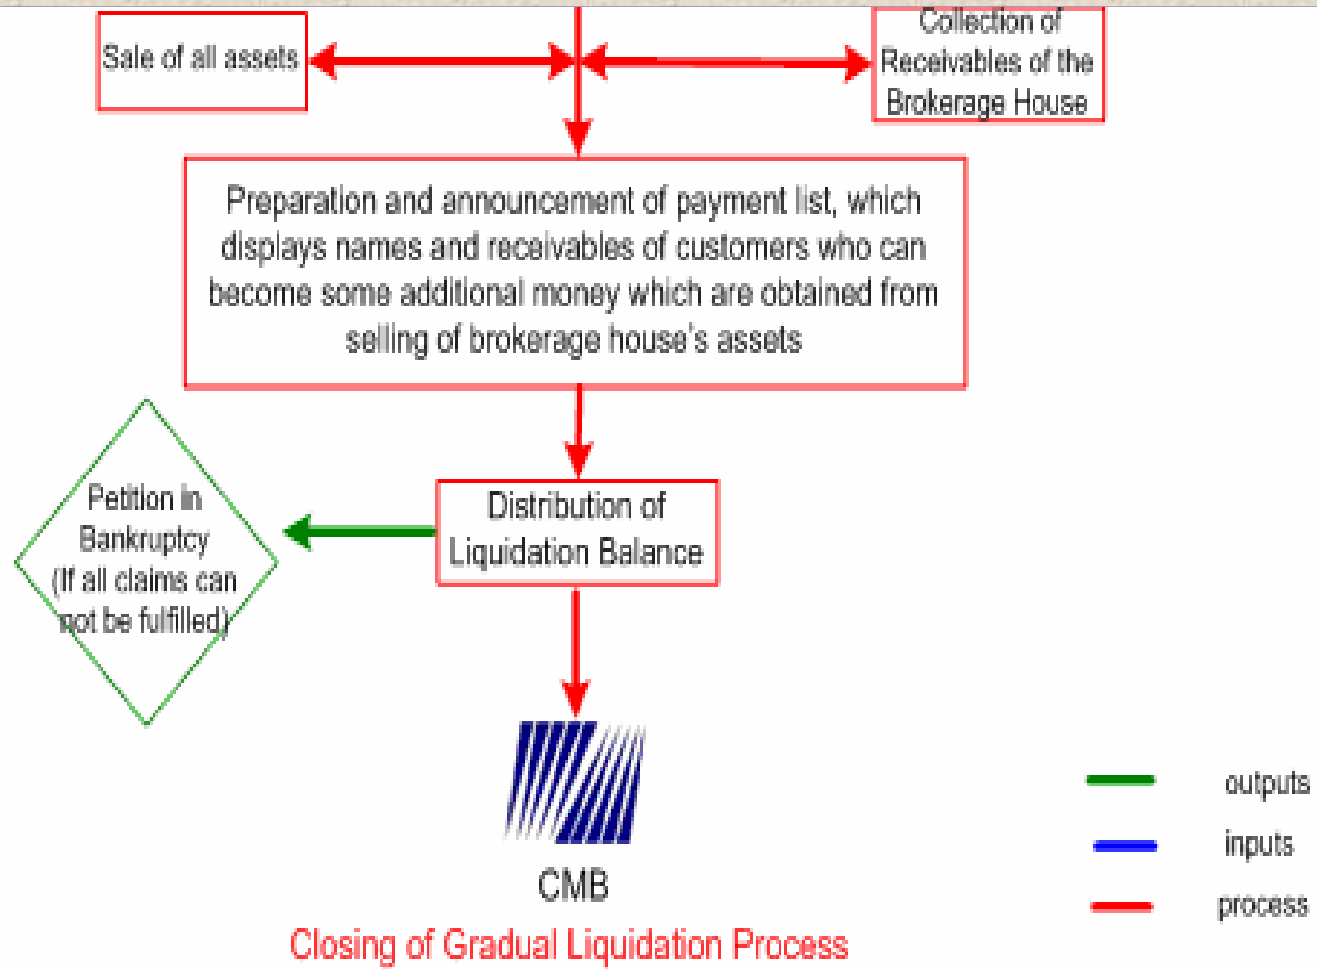 Sale of all assets
Collection of
Receivables of the
Brokerage House
Preparation and announcement of payment list, which
displays names and receivables of customers who can
become some additional money which are obtained from
selling of brokerage house's assets
Petition in
Bankruptcy
(If all claims can
not be fulfilled)
Distribution of
Liquidation Balance
CMB
Closing of Gradual Liquidation Process
outputs
inputs
process